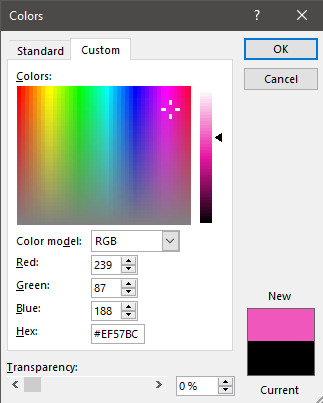 Colors ? ×
Standard Custom OK
Cancel
Colors:
Color model: RGB
Red: 239
Green: 87
Blue: 188
Hex: #EF57BC
New
Transparency:
0 %
Current